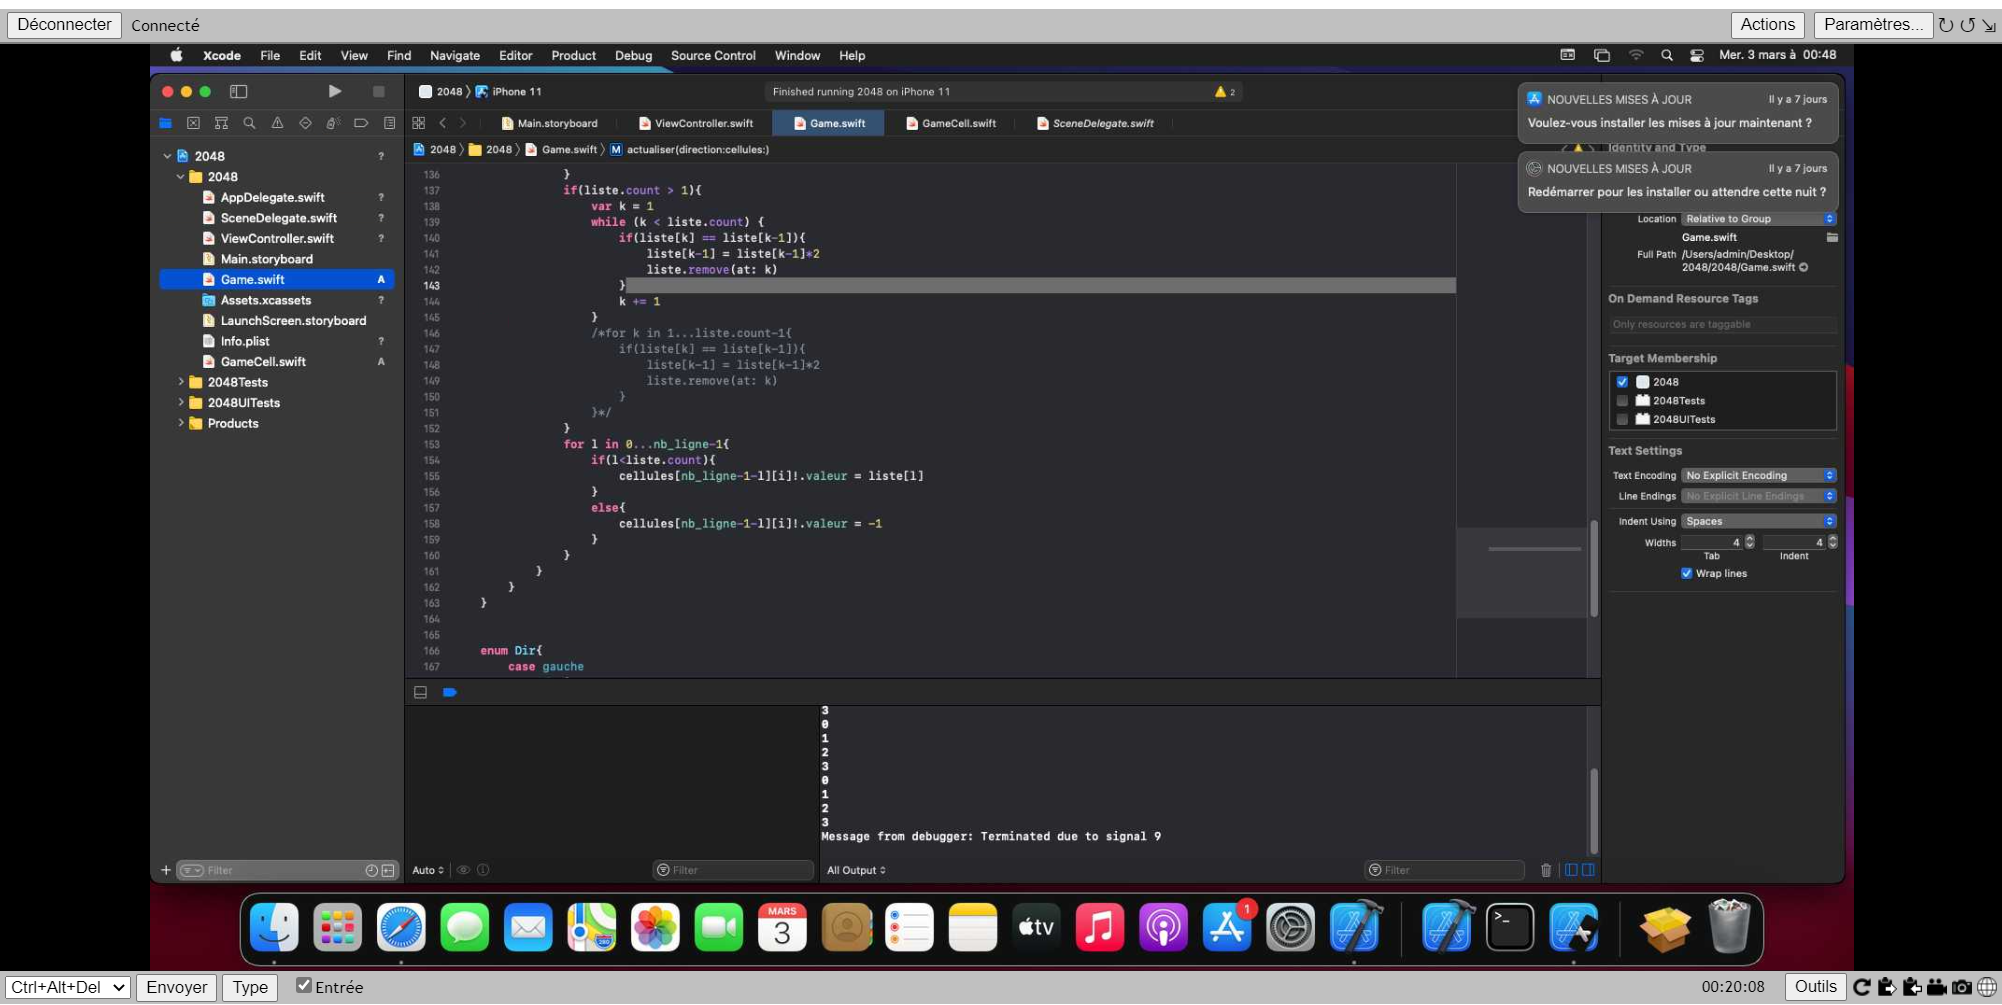 Déconnecter Connecté Actions Paramètres...
Xcode File Edit View Find Navigate Editor Product Debug Source Control Window Help Mer. 3 mars à 00:48
2048 〉 iPhone 11 Finished running 2048 on iPhone 11 2
NOUVELLES MISES À JOUR Il y a 7 jours
Voulez-vous installer les mises à jour maintenant ?
NOUVELLES MISES À JOUR Il y a 7 jours
Redémarrer pour les installer ou attendre cette nuit ?
Main.storyboard ViewController.swift Game.swift GameCell.swift SceneDelegate.swift
2048 〉 2048 〉 Game.swift 〉 M actualiser(direction:cellules:)
2048 ?
2048
AppDelegate.swift ?
SceneDelegate.swift ?
ViewController.swift ?
Main.storyboard
Game.swift A
Assets.xcassets ?
LaunchScreen.storyboard
Info.plist ?
GameCell.swift A
2048Tests
2048UITests
Products
136 }
137 if(liste.count > 1){
138 var k = 1
139 while (k < liste.count) {
140 if(liste[k] == liste[k-1]){
141 liste[k-1] = liste[k-1]*2
142 liste.remove(at: k)
143 }
144 k += 1
145 }
146 /*for k in 1...liste.count-1{
147 if(liste[k] == liste[k-1]){
148 liste[k-1] = liste[k-1]*2
149 liste.remove(at: k)
150 }
151 }*/
152 }
153 for l in 0...nb_ligne-1{
154 if(l<liste.count){
155 cellules[nb_ligne-1-l][i]!.valeur = liste[l]
156 }
157 else{
158 cellules[nb_ligne-1-l][i]!.valeur = -1
159 }
160 }
161 }
162 }
163 }
164
165
166 enum Dir{
167 case gauche
Identity and Type
Location Relative to Group
Game.swift
Full Path /Users/admin/Desktop/
2048/2048/Game.swift
On Demand Resource Tags
Only resources are taggable
Target Membership
2048
2048Tests
2048UITests
Text Settings
Text Encoding No Explicit Encoding
Line Endings No Explicit Line Endings
Indent Using Spaces
Widths 4 4
Tab Indent
Wrap lines
3
0
1
2
3
0
1
2
3
Message from debugger: Terminated due to signal 9
Filter Auto Filter All Output Filter
MARS
3
tv
1
280
>_
Ctrl+Alt+Del Envoyer Type Entrée 00:20:08 Outils